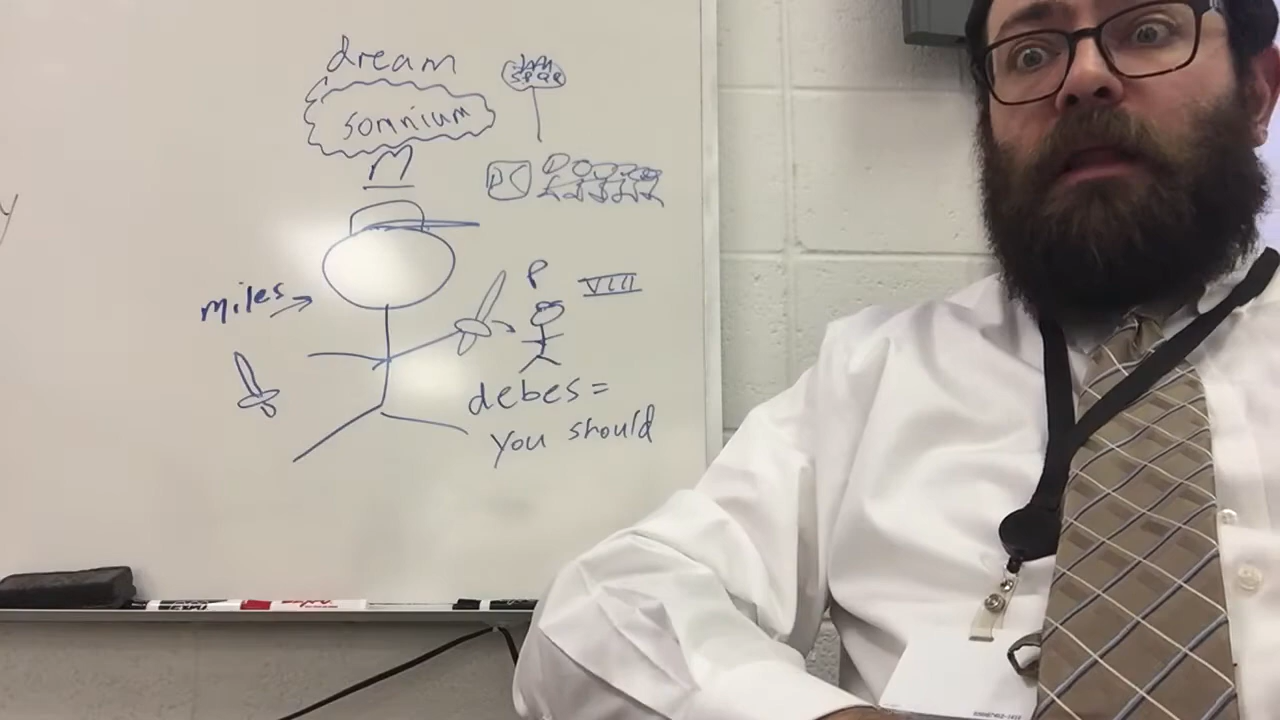 dream
somnium
M
miles
P
VIII
debes =
you should